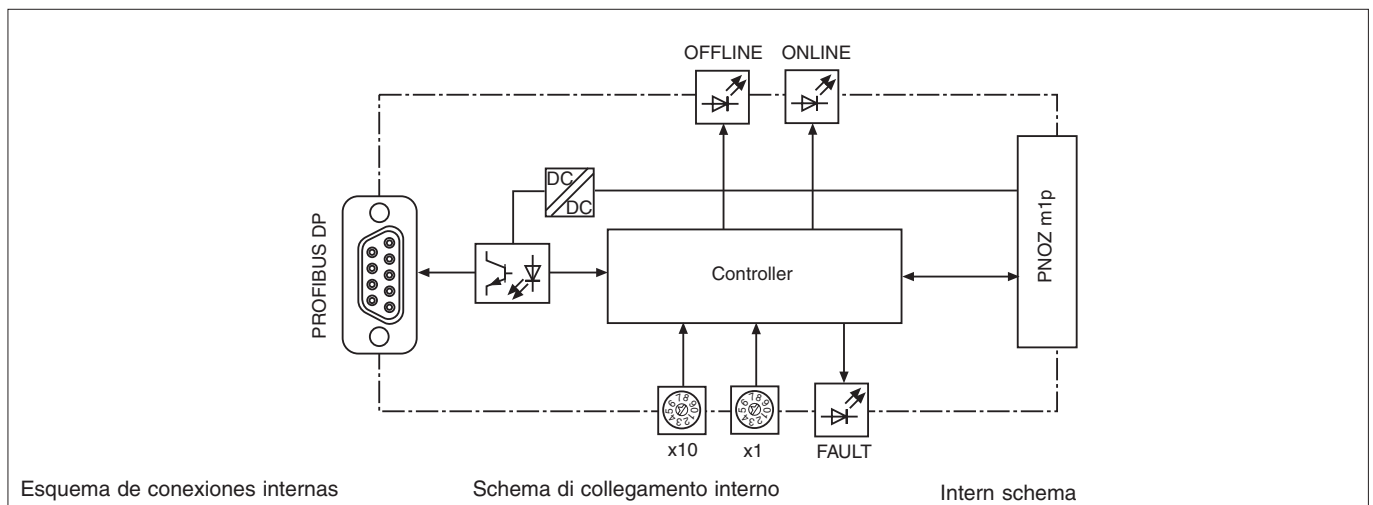 OFFLINE ONLINE
DC
DC
PROFIBUS DP
Controller
PNOZ m1p
x10 x1 FAULT
Esquema de conexiones internas Schema di collegamento interno Intern schema